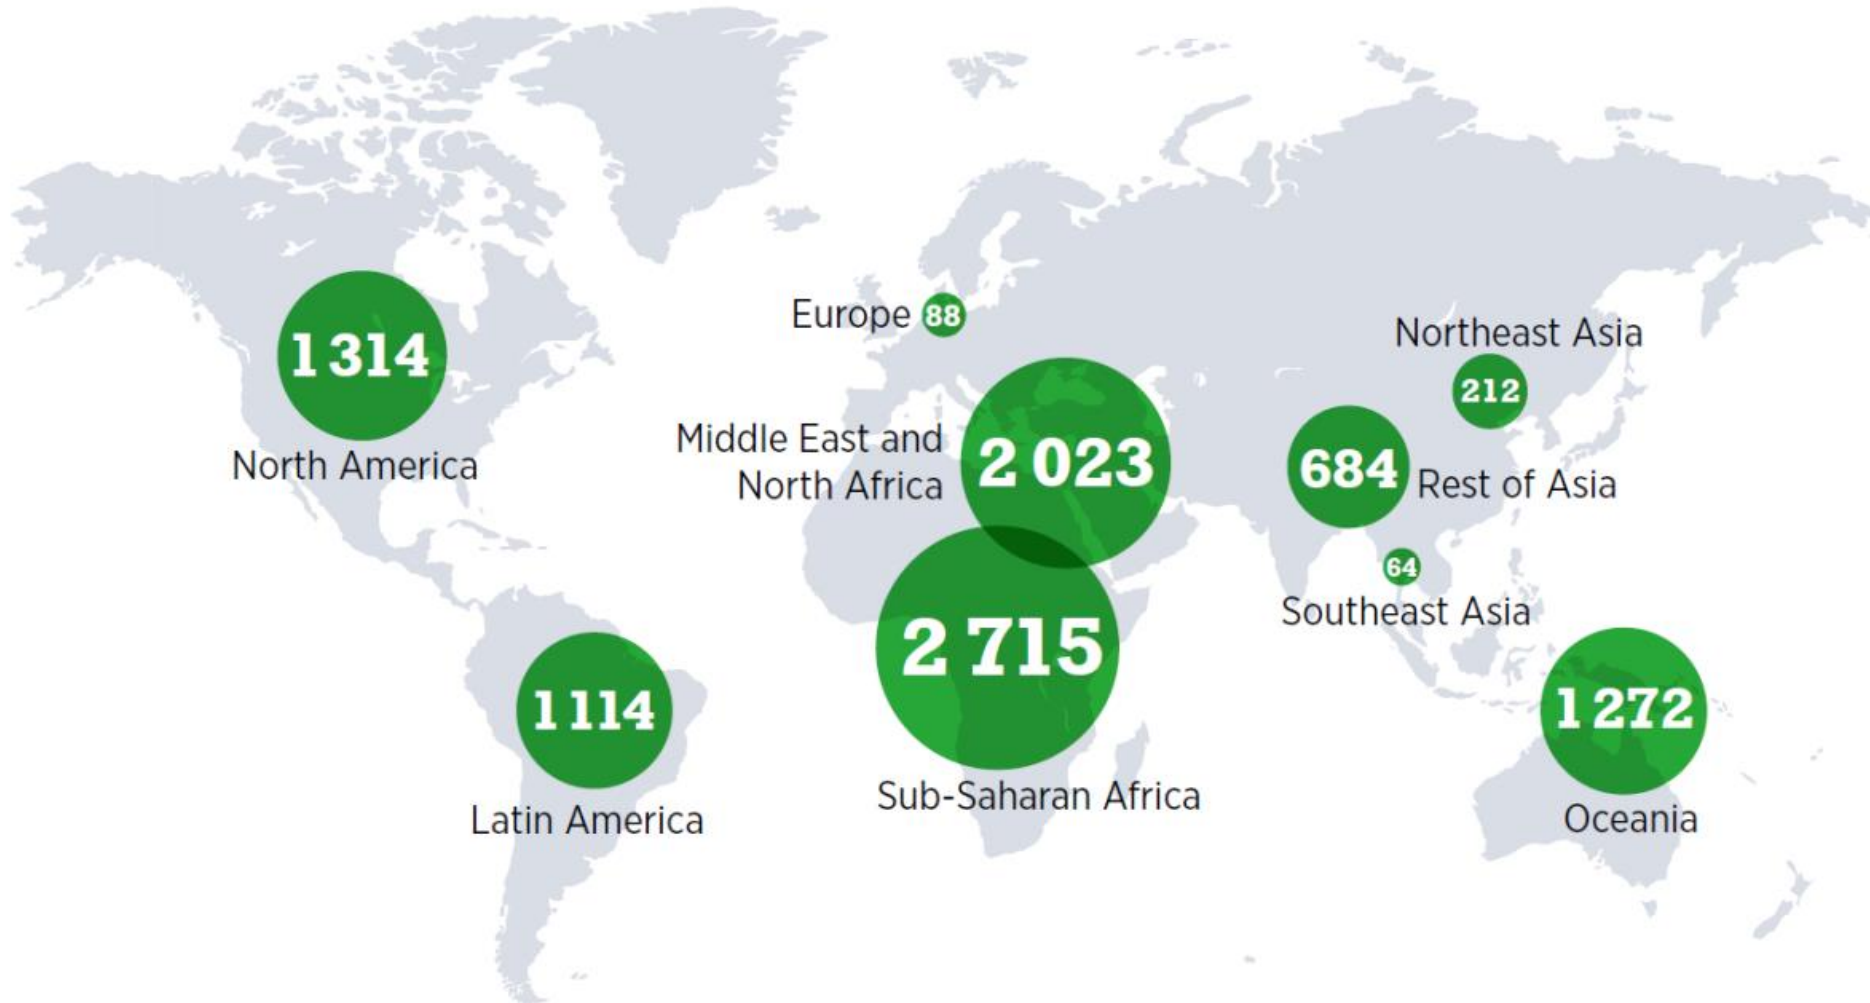 1 314
North America
Europe 88
Northeast Asia
212
Middle East and
North Africa
2 023
684 Rest of Asia
64
Southeast Asia
2 715
Sub-Saharan Africa
1 114
Latin America
1 272
Oceania